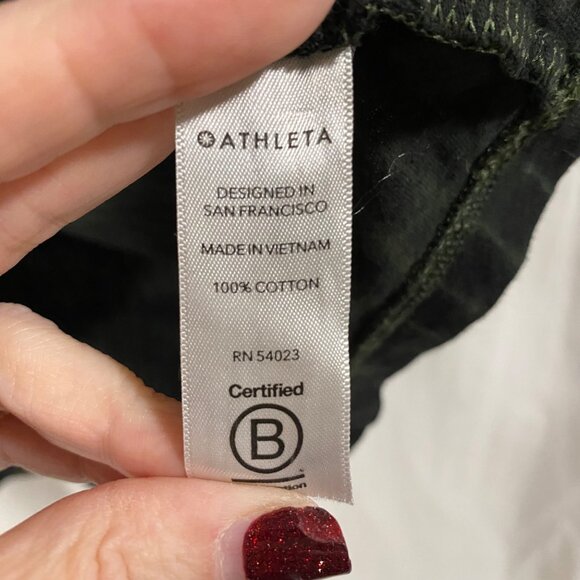 ATHLETA
DESIGNED IN
SAN FRANCISCO
MADE IN VIETNAM
100% COTTON
RN 54023
Certified
B